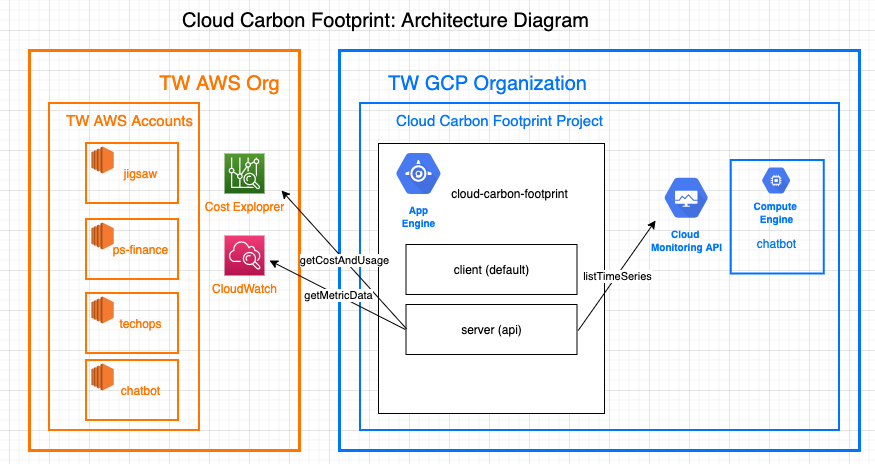 Cloud Carbon Footprint: Architecture Diagram
TW AWS Org
TW AWS Accounts
jigsaw
ps-finance
techops
chatbot
Cost Exploprer
CloudWatch
getCostAndUsage
getMetricData
TW GCP Organization
Cloud Carbon Footprint Project
App
Engine
cloud-carbon-footprint
client (default)
server (api)
listTimeSeries
Cloud
Monitoring API
Compute
Engine
chatbot